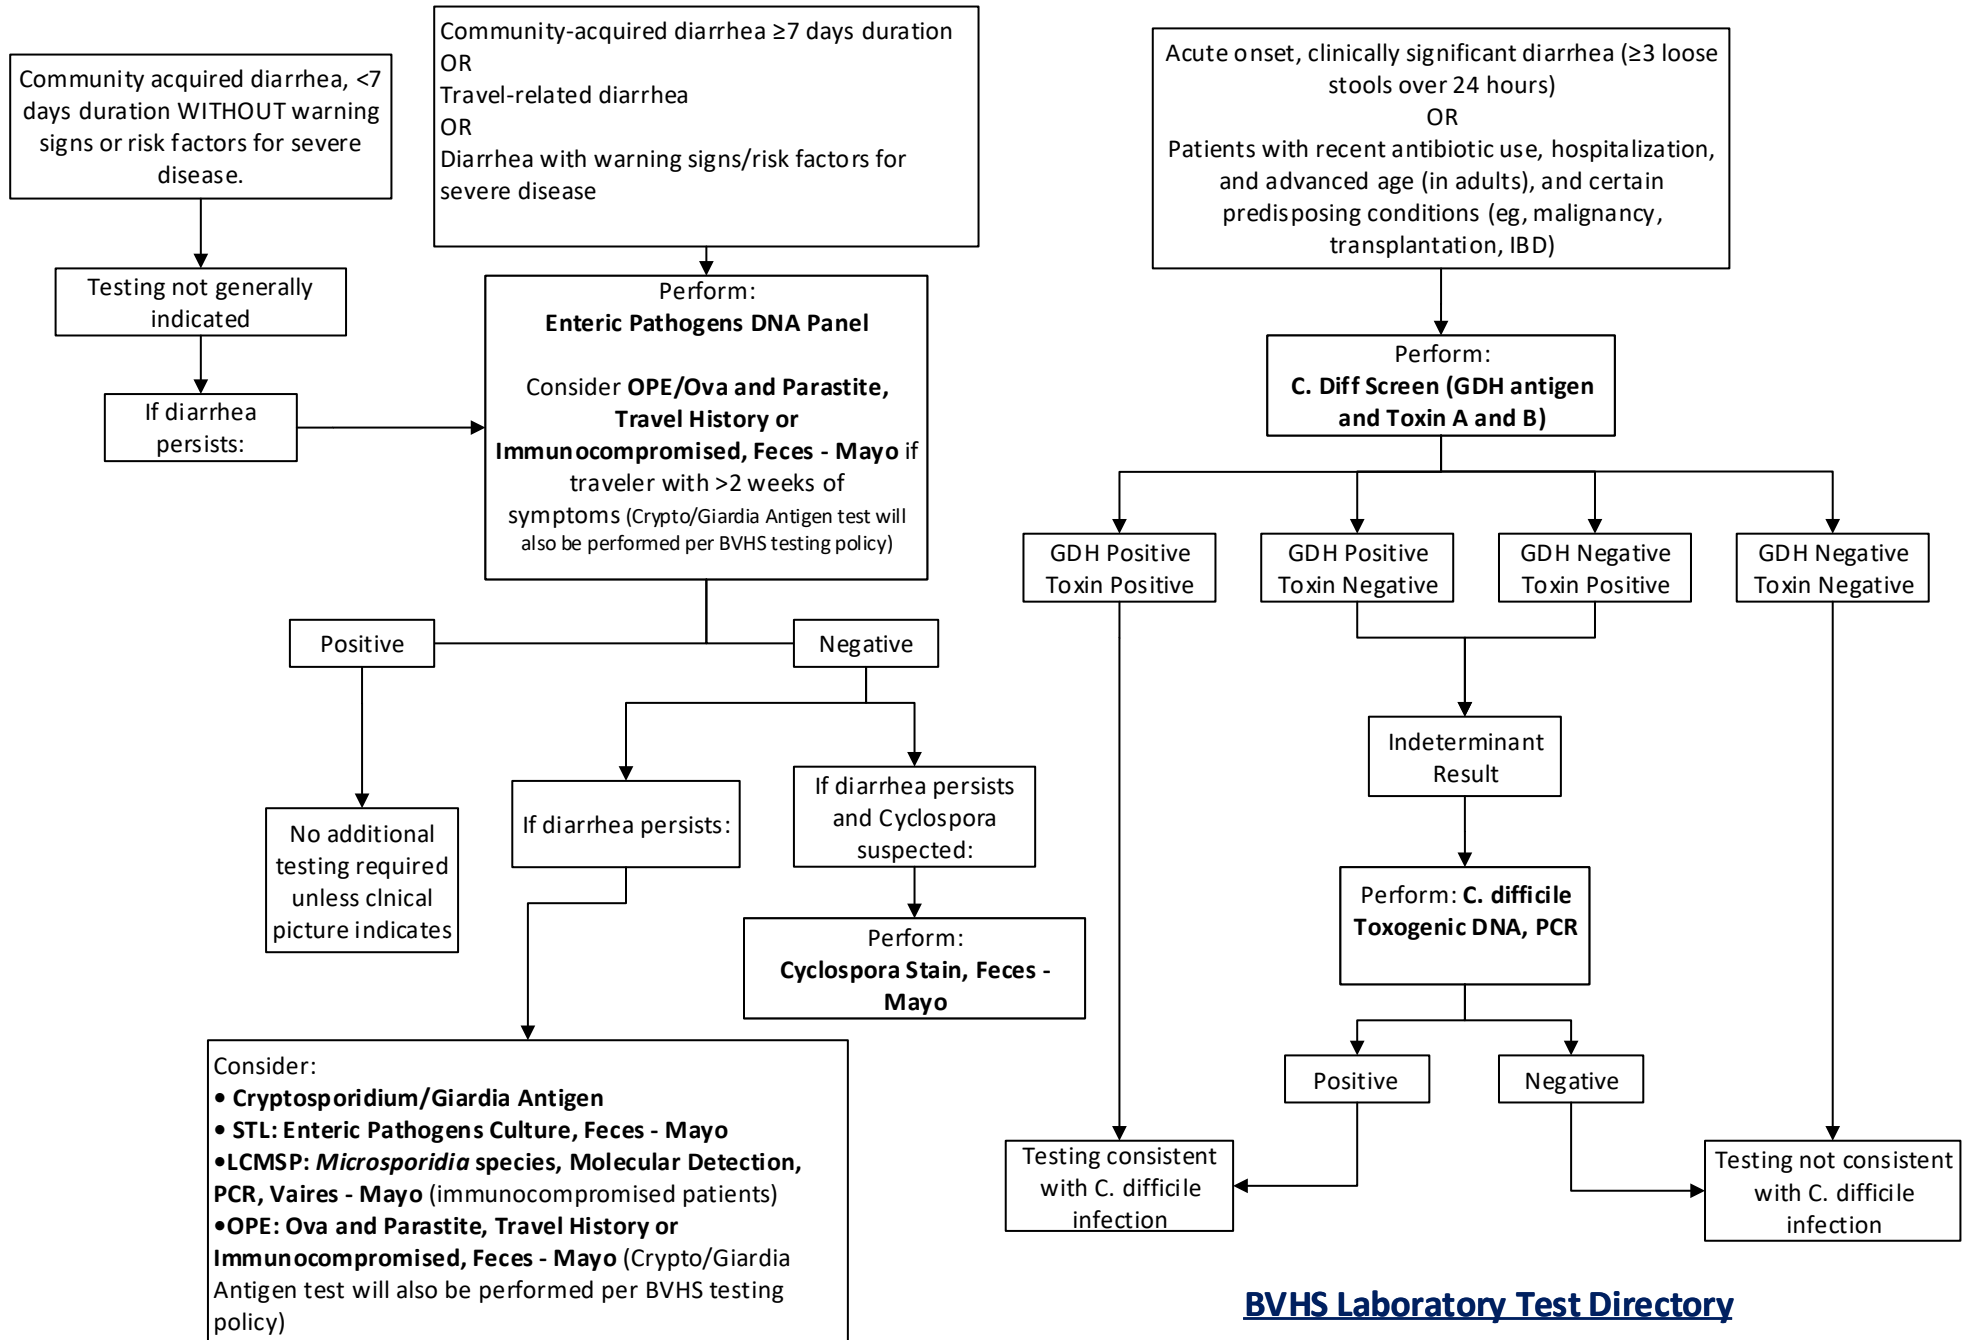 Community acquired diarrhea, <7
days duration WITHOUT warning
signs or risk factors for severe
disease.
Testing not generally
indicated
If diarrhea
persists:
Community-acquired diarrhea ≥7 days duration
OR
Travel-related diarrhea
OR
Diarrhea with warning signs/risk factors for
severe disease
Perform:
Enteric Pathogens DNA Panel
Consider OPE/Ova and Parastite,
Travel History or
Immunocompromised, Feces - Mayo if
traveler with >2 weeks of
symptoms (Crypto/Giardia Antigen test will
also be performed per BVHS testing policy)
Positive
Negative
No additional
testing required
unless clnical
picture indicates
If diarrhea persists:
If diarrhea persists
and Cyclospora
suspected:
Perform:
Cyclospora Stain, Feces -
Mayo
Consider:
• Cryptosporidium/Giardia Antigen
• STL: Enteric Pathogens Culture, Feces - Mayo
•LCMSP: Microsporidia species, Molecular Detection,
PCR, Vaires - Mayo (immunocompromised patients)
•OPE: Ova and Parastite, Travel History or
Immunocompromised, Feces - Mayo (Crypto/Giardia
Antigen test will also be performed per BVHS testing
policy)
Acute onset, clinically significant diarrhea (≥3 loose
stools over 24 hours)
OR
Patients with recent antibiotic use, hospitalization,
and advanced age (in adults), and certain
predisposing conditions (eg, malignancy,
transplantation, IBD)
Perform:
C. Diff Screen (GDH antigen
and Toxin A and B)
GDH Positive
Toxin Positive
GDH Positive
Toxin Negative
GDH Negative
Toxin Positive
GDH Negative
Toxin Negative
Indeterminant
Result
Perform: C. difficile
Toxogenic DNA, PCR
Positive
Negative
Testing consistent
with C. difficile
infection
Testing not consistent
with C. difficile
infection
BVHS Laboratory Test Directory